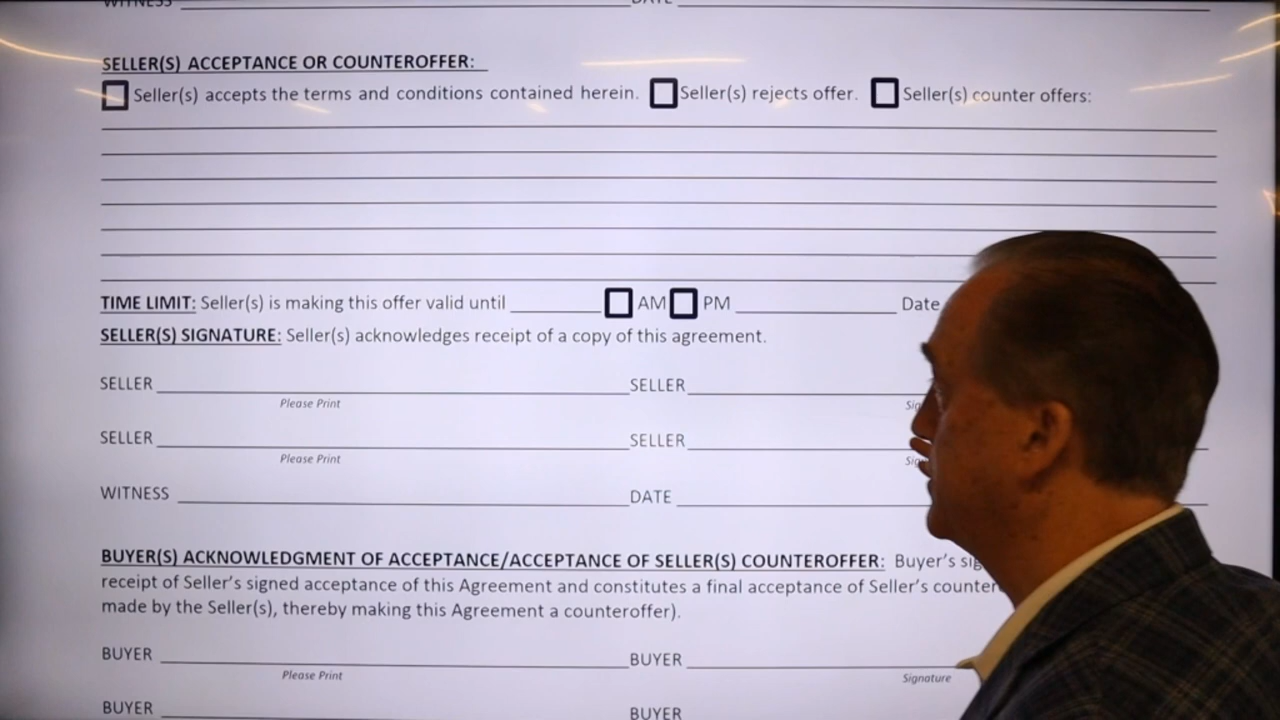 WITNESS DATE
SELLER(S) ACCEPTANCE OR COUNTEROFFER:
Seller(s) accepts the terms and conditions contained herein. Seller(s) rejects offer. Seller(s) counter offers:
TIME LIMIT: Seller(s) is making this offer valid until AM PM Date
SELLER(S) SIGNATURE: Seller(s) acknowledges receipt of a copy of this agreement.
SELLER SELLER
Please Print
SELLER SELLER
Please Print
WITNESS DATE
BUYER(S) ACKNOWLEDGMENT OF ACCEPTANCE/ACCEPTANCE OF SELLER(S) COUNTEROFFER: Buyer's
receipt of Seller's signed acceptance of this Agreement and constitutes a final acceptance of Seller's
made by the Seller(s), thereby making this Agreement a counteroffer).
BUYER BUYER
Please Print Signature
BUYER BUYER